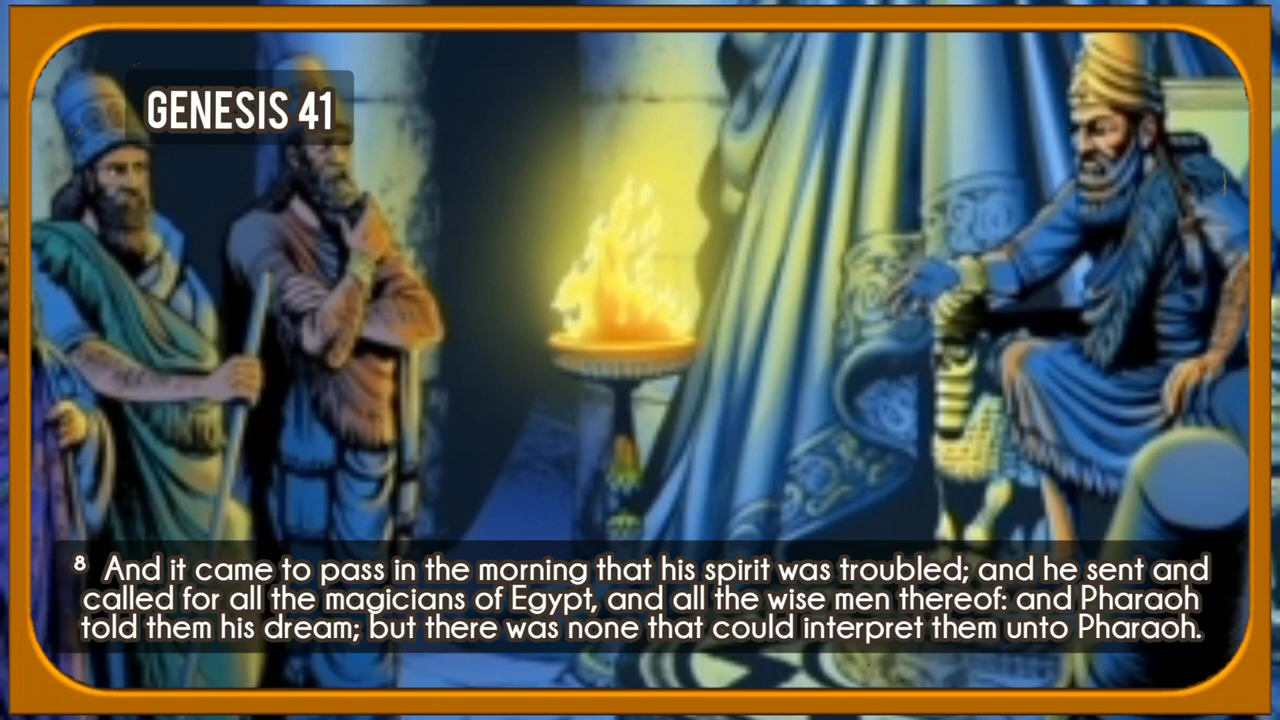 GENESIS 41
⁸ And it came to pass in the morning that his spirit was troubled; and he sent and
called for all the magicians of Egypt, and all the wise men thereof: and Pharaoh
told them his dream; but there was none that could interpret them unto Pharaoh.